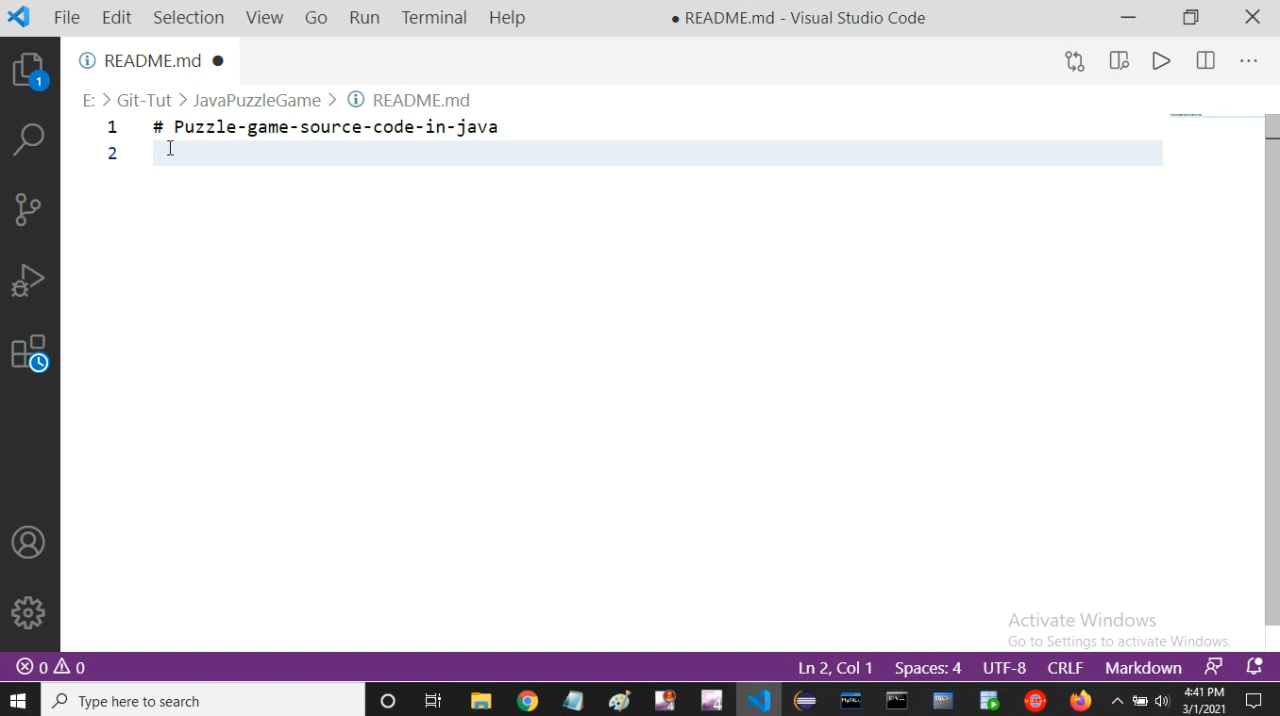 File Edit Selection View Go Run Terminal Help ● README.md - Visual Studio Code
README.md ●
1
E: > Git-Tut > JavaPuzzleGame > README.md
1 # Puzzle-game-source-code-in-java
2
Activate Windows
Go to Settings to activate Windows.
0 0 Ln 2, Col 1 Spaces: 4 UTF-8 CRLF Markdown
Type here to search
4:41 PM
3/1/2021